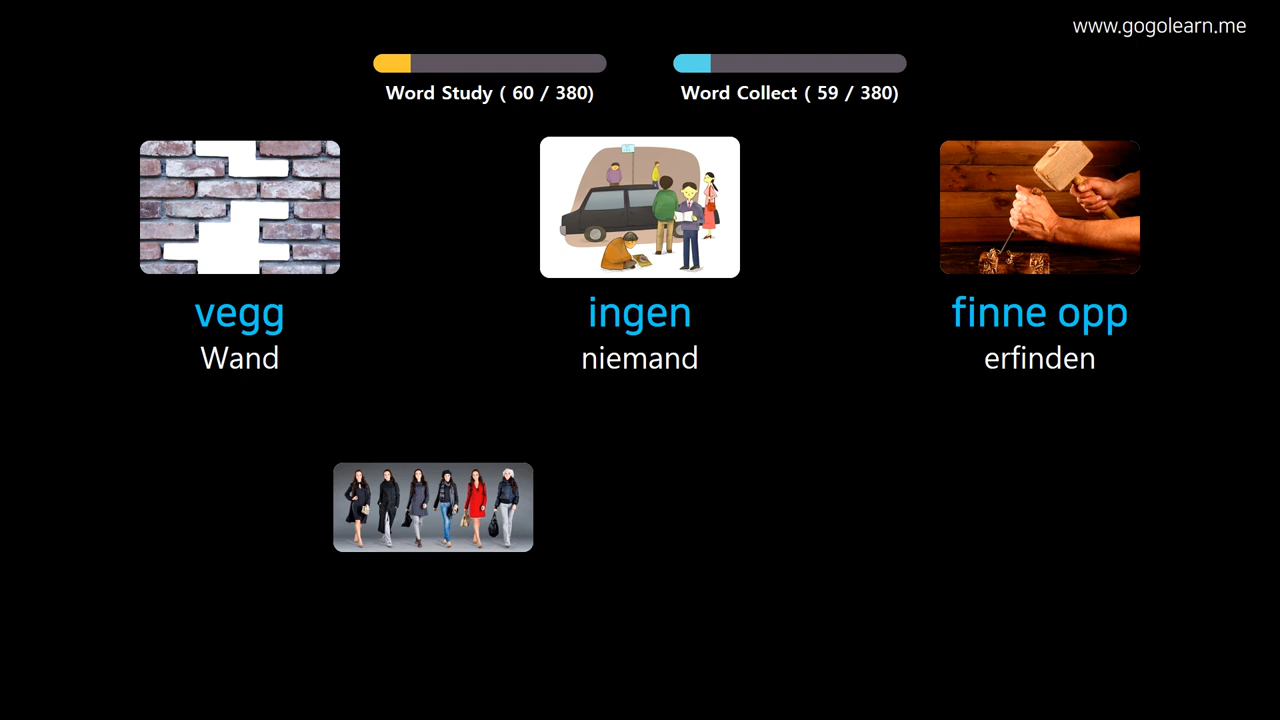 www.gogolearn.me
Word Study ( 60 / 380)
Word Collect ( 59 / 380)
vegg
Wand
ingen
niemand
finne opp
erfinden